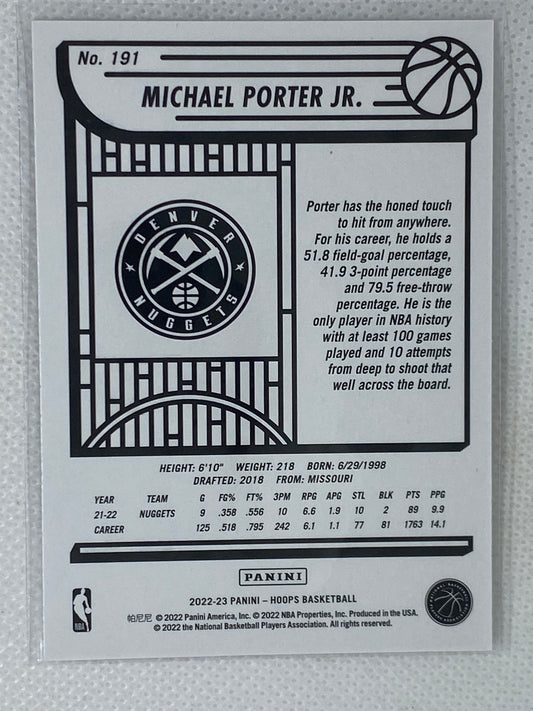 No. 191
MICHAEL PORTER JR.
DENVER
NUGGETS
Porter has the honed touch
to hit from anywhere.
For his career, he holds a
51.8 field-goal percentage,
41.9 3-point percentage
and 79.5 free-throw
percentage. He is the
only player in NBA history
with at least 100 games
played and 10 attempts
from deep to shoot that
well across the board.
HEIGHT: 6'10" WEIGHT: 218 BORN: 6/29/1998
DRAFTED: 2018 FROM: MISSOURI
YEAR TEAM G FG% FT% 3PM RPG APG STL BLK PTS PPG
21-22 NUGGETS 9 .358 .556 10 6.6 1.9 10 2 89 9.9
CAREER 125 .518 .795 242 6.1 1.1 77 81 1763 14.1
PANINI
2022-23 PANINI – HOOPS BASKETBALL
帕尼尼 © 2022 Panini America, Inc. © 2022 NBA Properties, Inc. Produced in the USA.
© 2022 the National Basketball Players Association. All rights reserved.
NBA